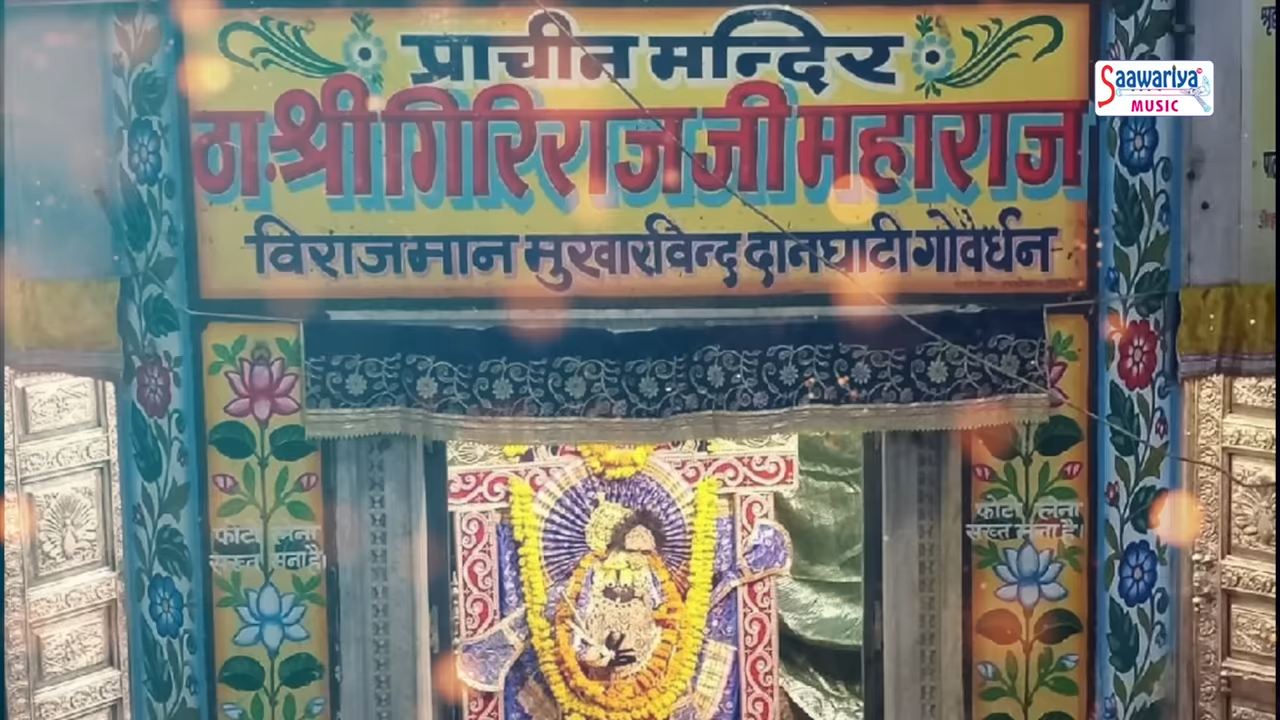 प्राचीन मन्दिर
ठा. श्री गिरिराज जी महाराज
विराजमान मुखारविन्द दानघाटी गोवर्धन
Saawariya
MUSIC
फोटो लेना
सख्त मना है।
फोटो लेना
सख्त मना है।